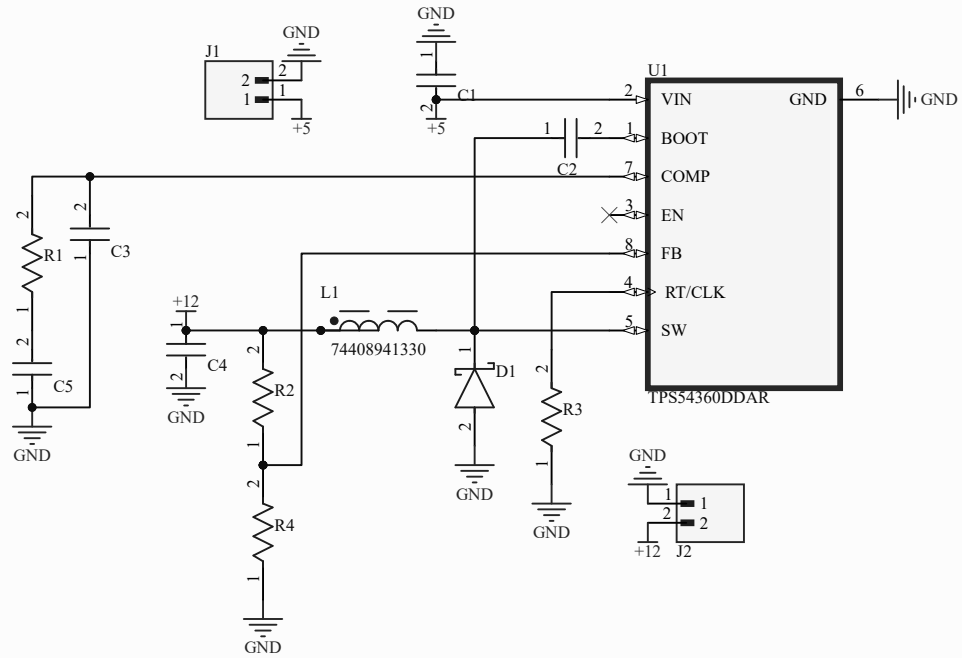 GND
J1
GND
2
2
1
1
+5
1
C1
2
+5
U1
2
VIN
GND
6
GND
1
C2
2
1
BOOT
7
COMP
3
EN
8
FB
4
RT/CLK
5
SW
TPS54360DDAR
2
R1
1
2
C3
1
2
C5
1
GND
+12
1
C4
2
GND
L1
74408941330
2
R2
1
2
R4
1
GND
1
D1
2
GND
2
R3
1
GND
GND
1
1
2
2
+12
J2